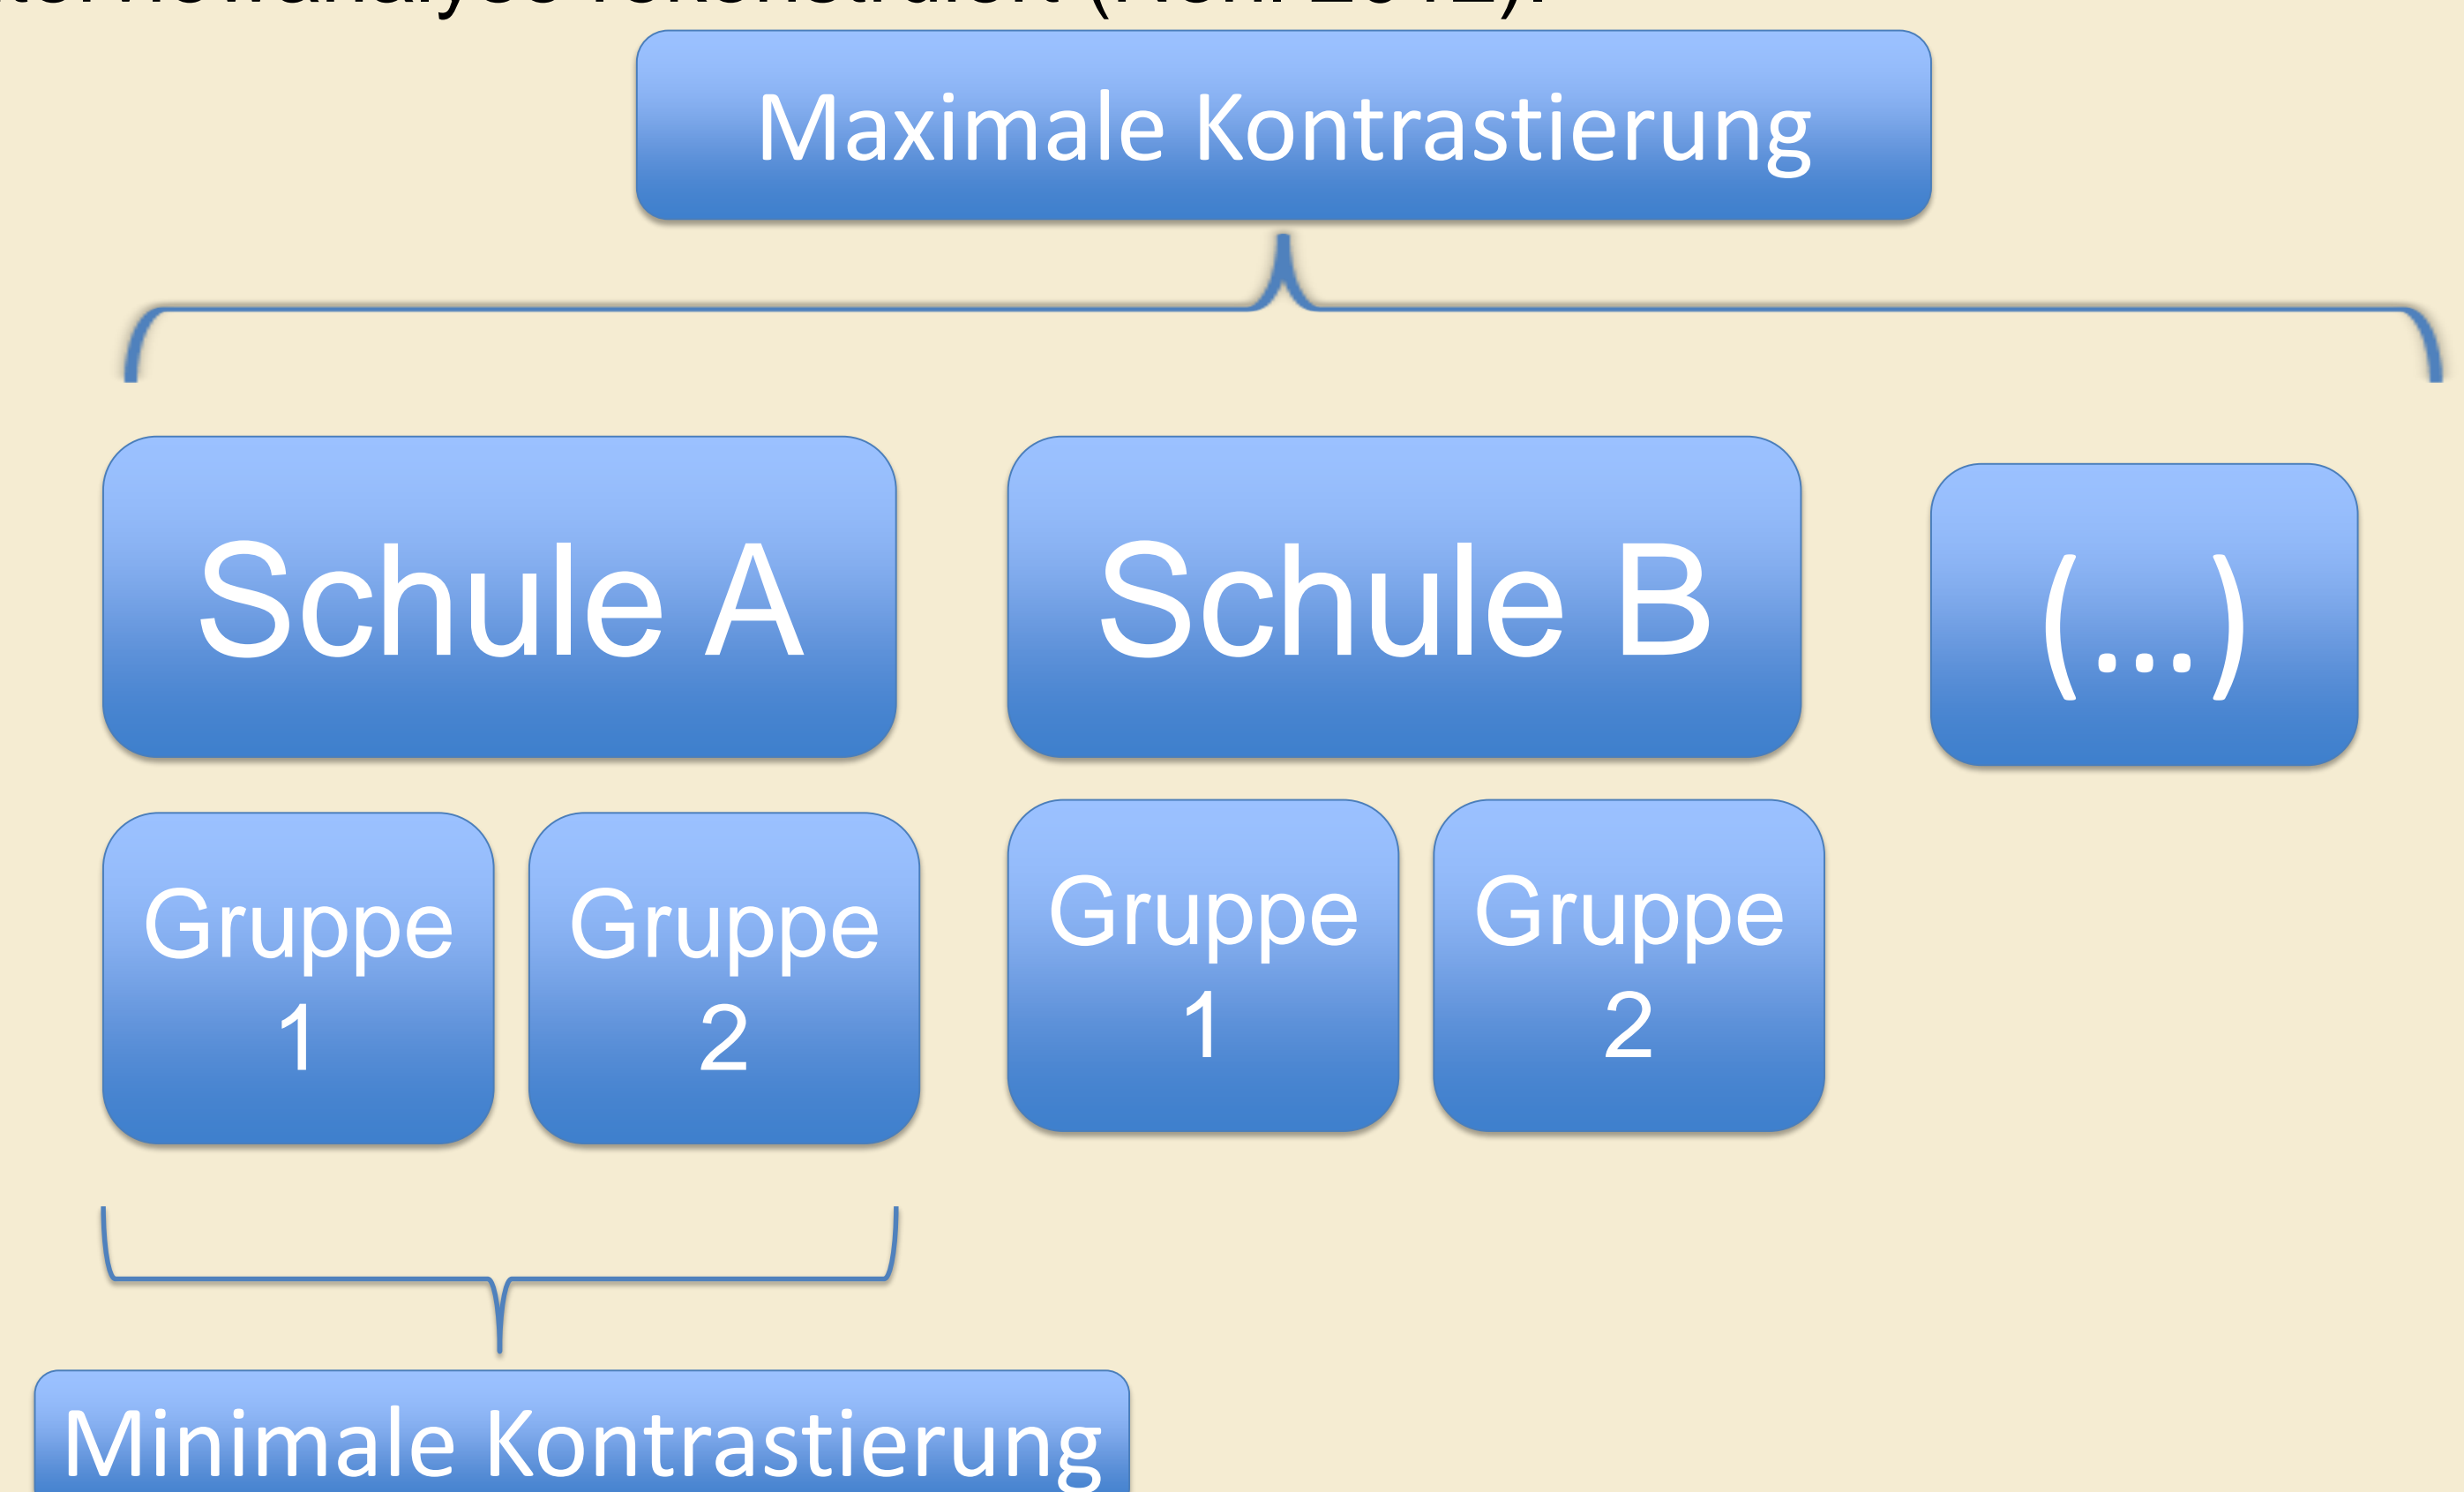 Maximale Kontrastierung
Schule A
Schule B
(...)
Gruppe
1
Gruppe
2
Gruppe
1
Gruppe
2
Minimale Kontrastierung